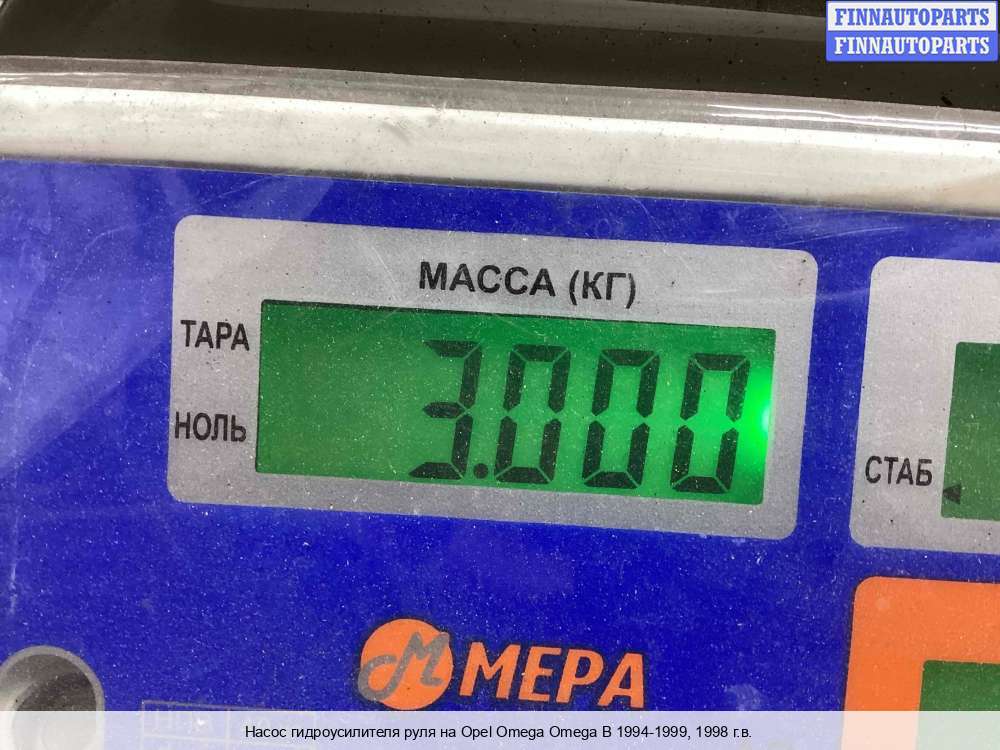 FINNAUTOPARTS
FINNAUTOPARTS
МАССА (КГ)
ТАРА
3.000
НОЛЬ
СТАБ
М МЕРА
Насос гидроусилителя руля на Opel Omega Omega B 1994-1999, 1998 г.в.